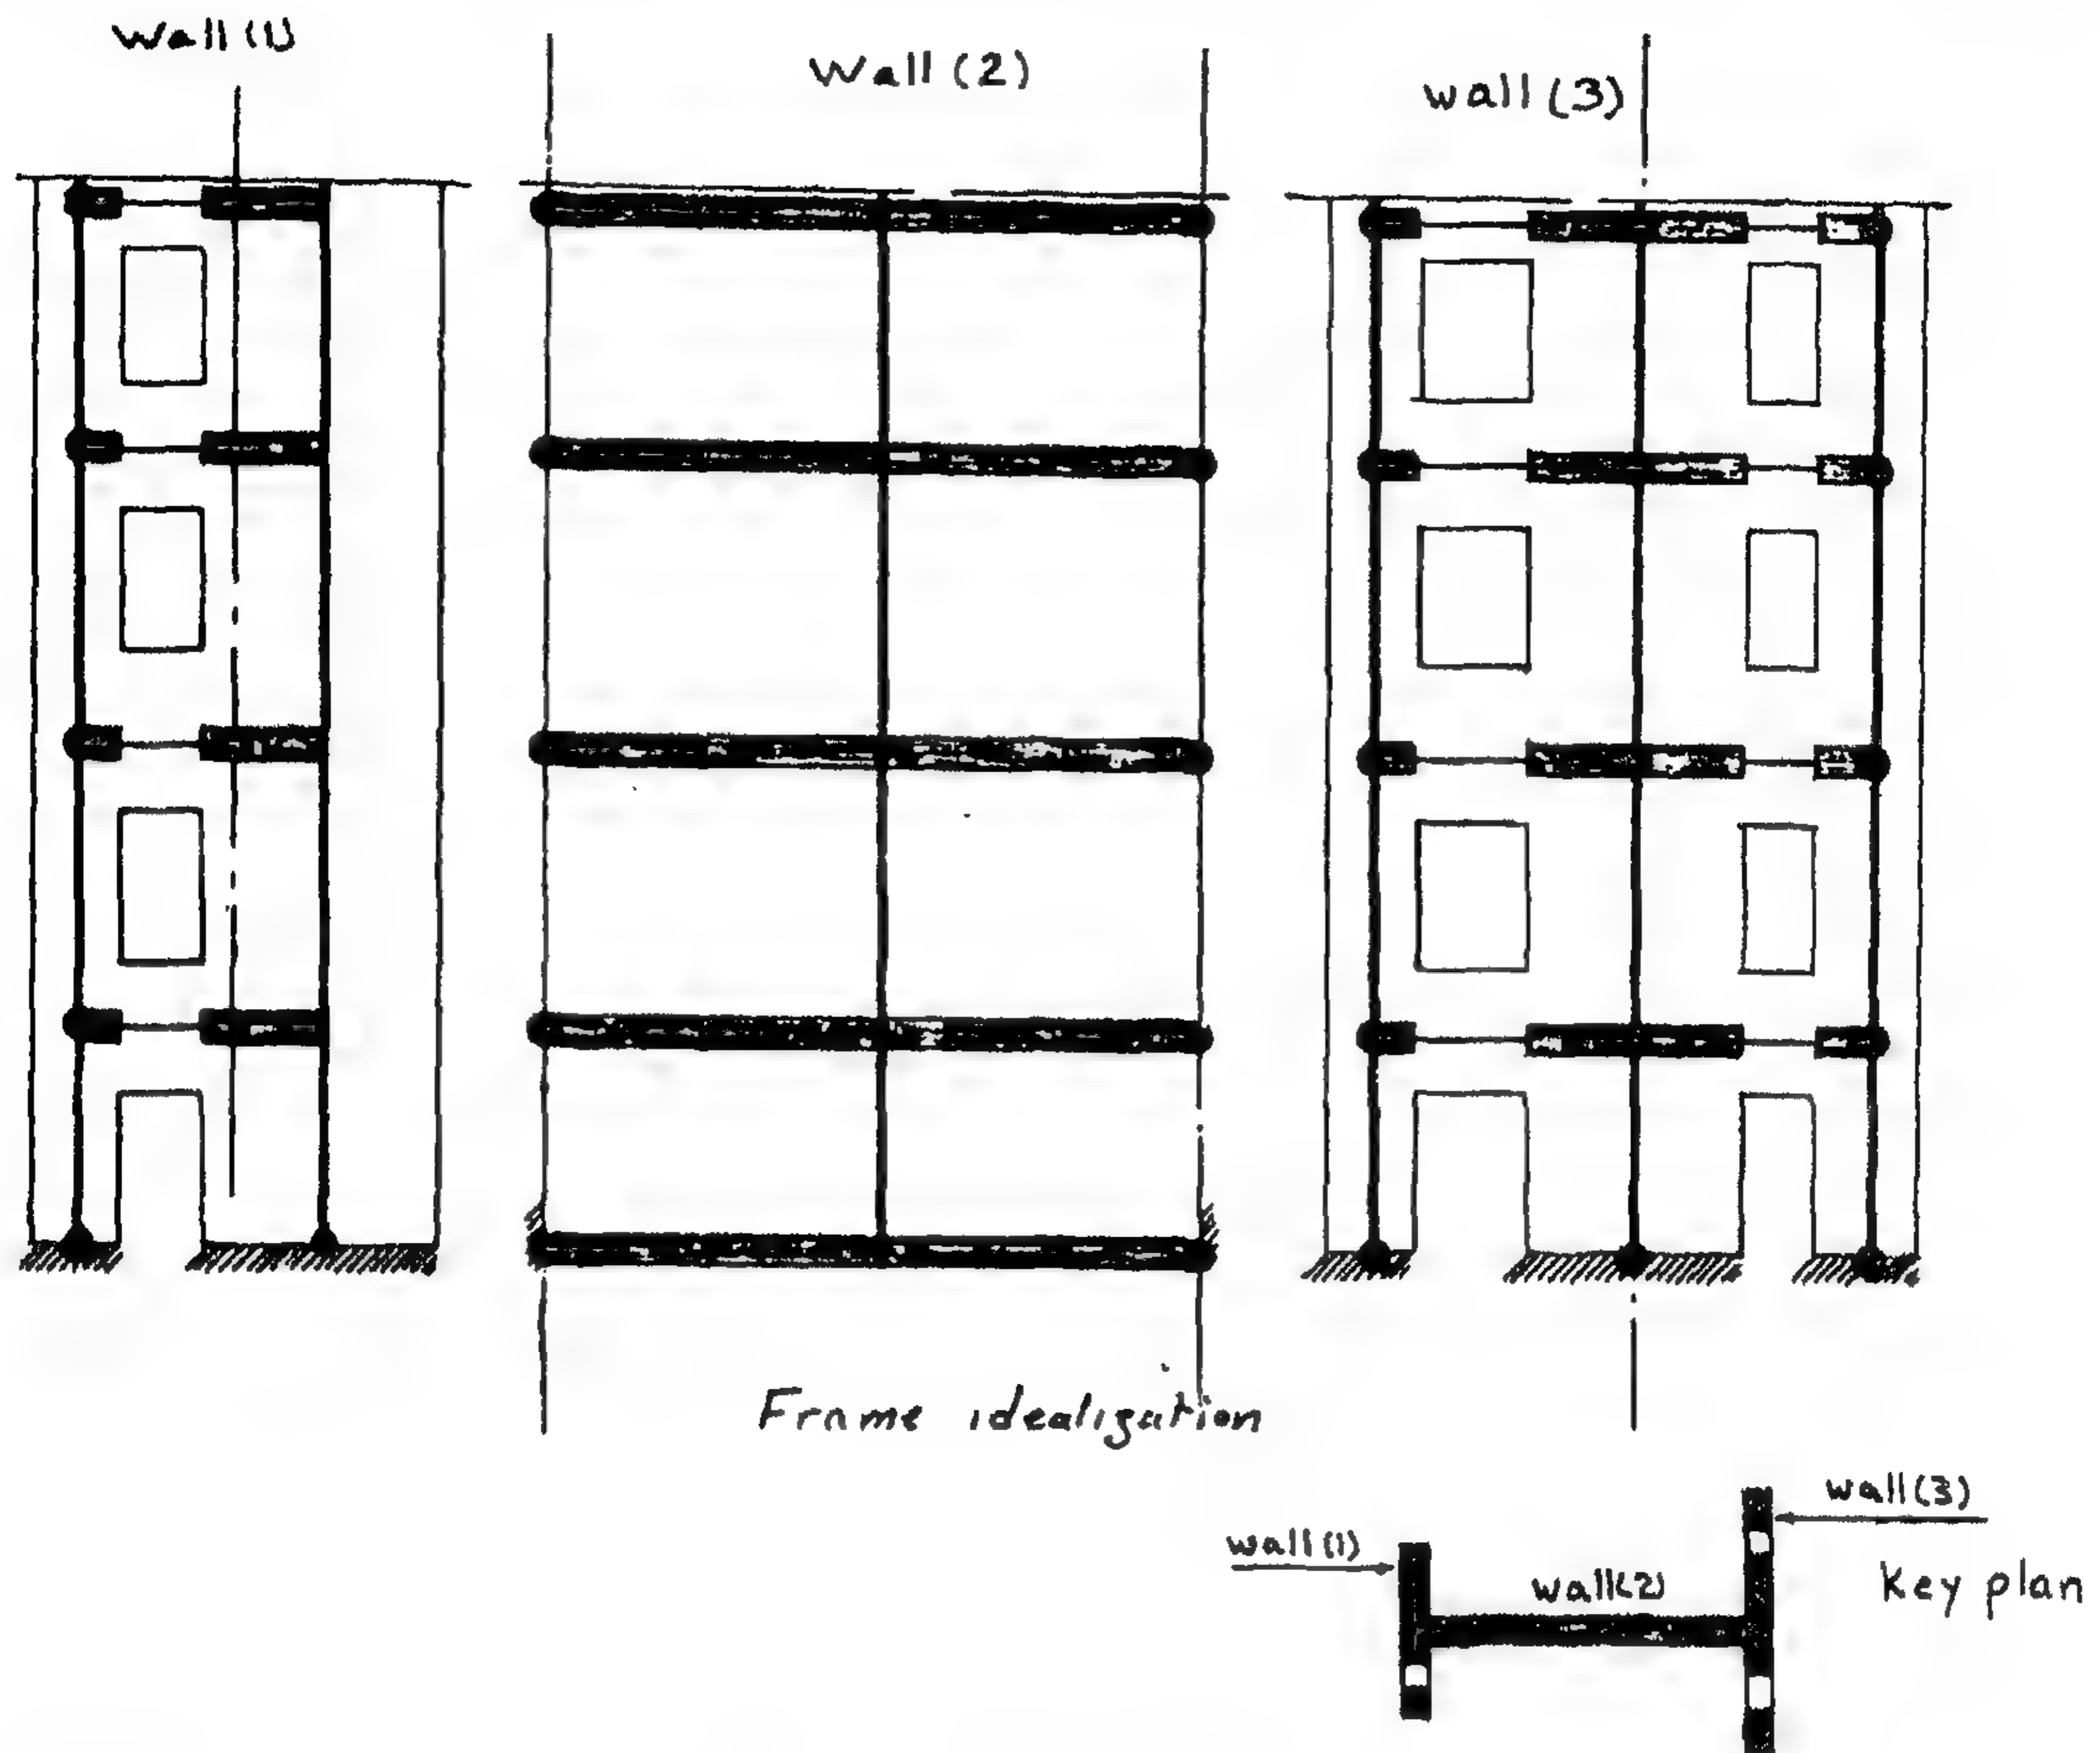 Wall (1)
Wall (2)
wall (3)
Frame idealization
wall (3)
wall (1)
wall (2)
Key plan